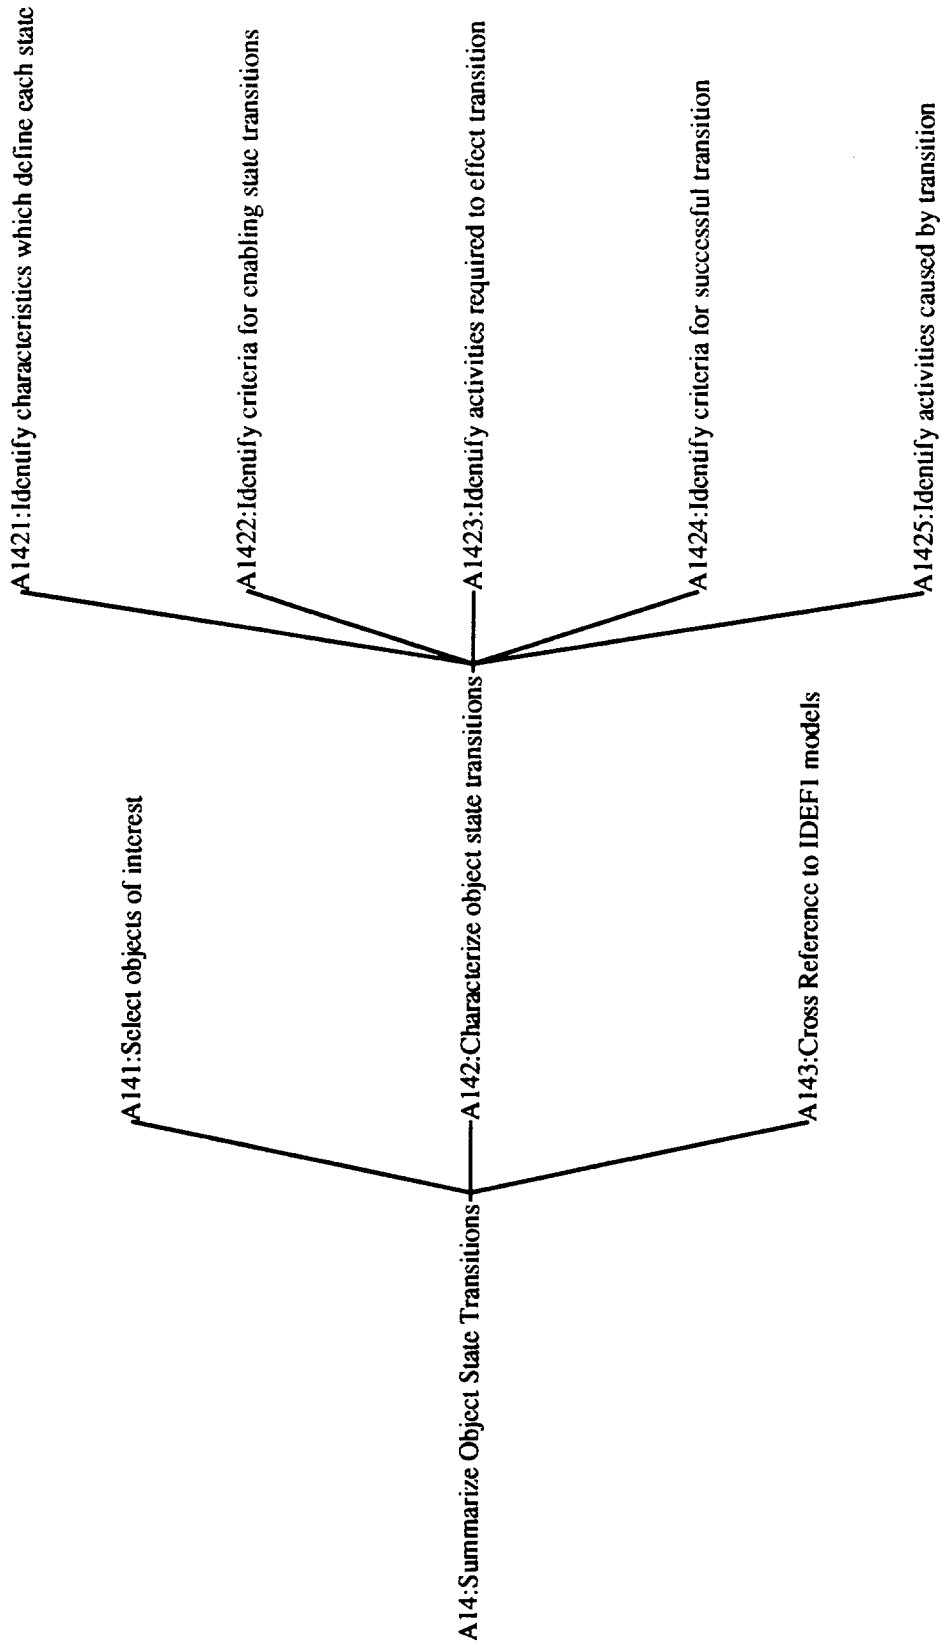 A14:Summarize Object State Transitions
A141:Select objects of interest
A142:Characterize object state transitions
A143:Cross Reference to IDEF1 models
A1421:Identify characteristics which define each state
A1422:Identify criteria for enabling state transitions
A1423:Identify activities required to effect transition
A1424:Identify criteria for successful transition
A1425:Identify activities caused by transition